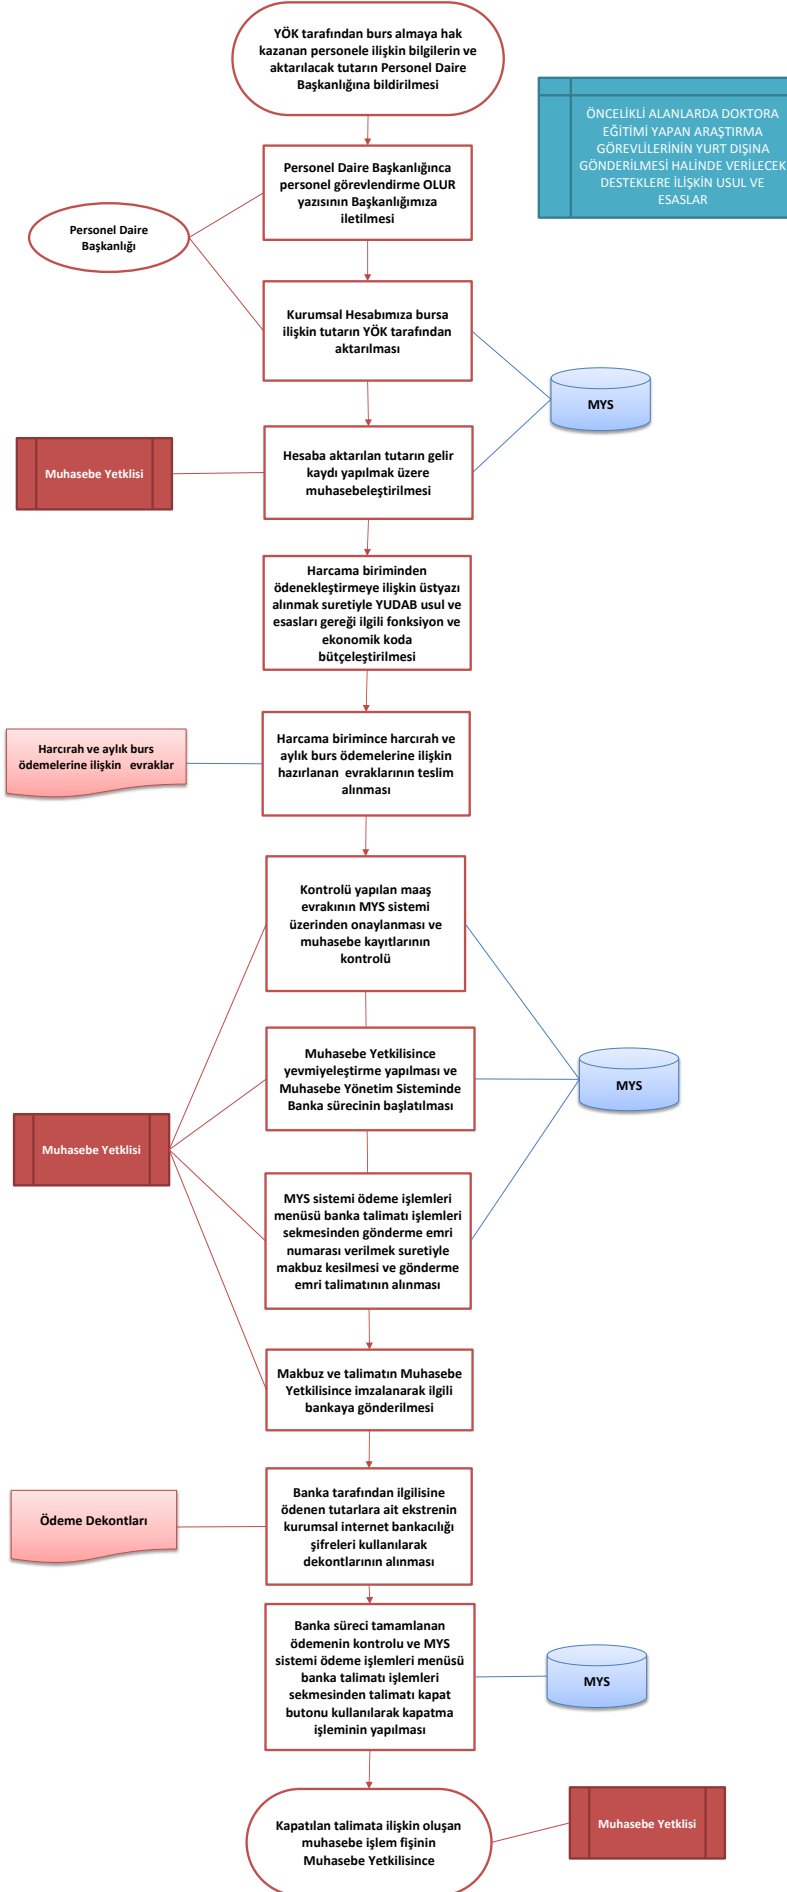 YÖK tarafından burs almaya hak
kazanan personele ilişkin bilgilerin ve
aktarılacak tutarın Personel Daire
Başkanlığına bildirilmesi
ÖNCELİKLİ ALANLARDA DOKTORA
EĞİTİMİ YAPAN ARAŞTIRMA
GÖREVLİLERİNİN YURT DIŞINA
GÖNDERİLMESİ HALİNDE VERİLECEK
DESTEKLERE İLİŞKİN USUL VE
ESASLAR
Personel Daire Başkanlığınca
personel görevlendirme OLUR
yazısının Başkanlığımıza
iletilmesi
Personel Daire
Başkanlığı
Kurumsal Hesabımıza bursa
ilişkin tutarın YÖK tarafından
aktarılması
MYS
Hesaba aktarılan tutarın gelir
kaydı yapılmak üzere
muhasebeleştirilmesi
Muhasebe Yetklisi
Harcama biriminden
ödenekleştirmeye ilişkin üstyazı
alınmak suretiyle YUDAB usul ve
esasları gereği ilgili fonksiyon ve
ekonomik koda
bütçeleştirilmesi
Harcama birimince harcırah ve
aylık burs ödemelerine ilişkin
hazırlanan evraklarının teslim
alınması
Harcırah ve aylık burs
ödemelerine ilişkin evraklar
Kontrolü yapılan maaş
evrakının MYS sistemi
üzerinden onaylanması ve
muhasebe kayıtlarının
kontrolü
Muhasebe Yetkilisince
yevmiyeleştirme yapılması ve
Muhasebe Yönetim Sisteminde
Banka sürecinin başlatılması
MYS
Muhasebe Yetklisi
MYS sistemi ödeme işlemleri
menüsü banka talimatı işlemleri
sekmesinden gönderme emri
numarası verilmek suretiyle
makbuz kesilmesi ve gönderme
emri talimatının alınması
Makbuz ve talimatın Muhasebe
Yetkilisince imzalanarak ilgili
bankaya gönderilmesi
Banka tarafından ilgilisine
ödenen tutarlara ait ekstrenin
kurumsal internet bankacılığı
şifreleri kullanılarak
dekontlarının alınması
Ödeme Dekontları
Banka süreci tamamlanan
ödemenin kontrolu ve MYS
sistemi ödeme işlemleri menüsü
banka talimatı işlemleri
sekmesinden talimatı kapat
butonu kullanılarak kapatma
işleminin yapılması
MYS
Kapatılan talimata ilişkin oluşan
muhasebe işlem fişinin
Muhasebe Yetkilisince
Muhasebe Yetklisi